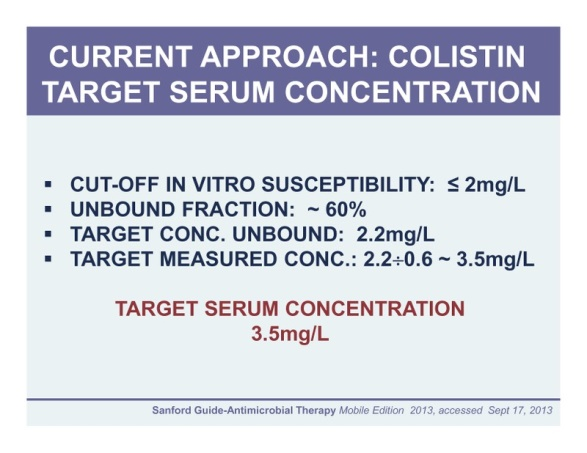 CURRENT APPROACH: COLISTIN
TARGET SERUM CONCENTRATION
▪ CUT-OFF IN VITRO SUSCEPTIBILITY: ≤ 2mg/L
▪ UNBOUND FRACTION: ~ 60%
▪ TARGET CONC. UNBOUND: 2.2mg/L
▪ TARGET MEASURED CONC.: 2.2÷0.6 ~ 3.5mg/L
TARGET SERUM CONCENTRATION
3.5mg/L
Sanford Guide-Antimicrobial Therapy Mobile Edition 2013, accessed Sept 17, 2013